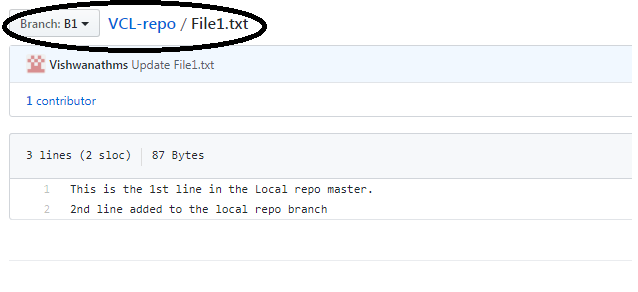 Branch: B1 VCL-repo / File1.txt
Vishwanathms Update File1.txt
1 contributor
3 lines (2 sloc) 87 Bytes
1 This is the 1st line in the Local repo master.
2 2nd line added to the local repo branch